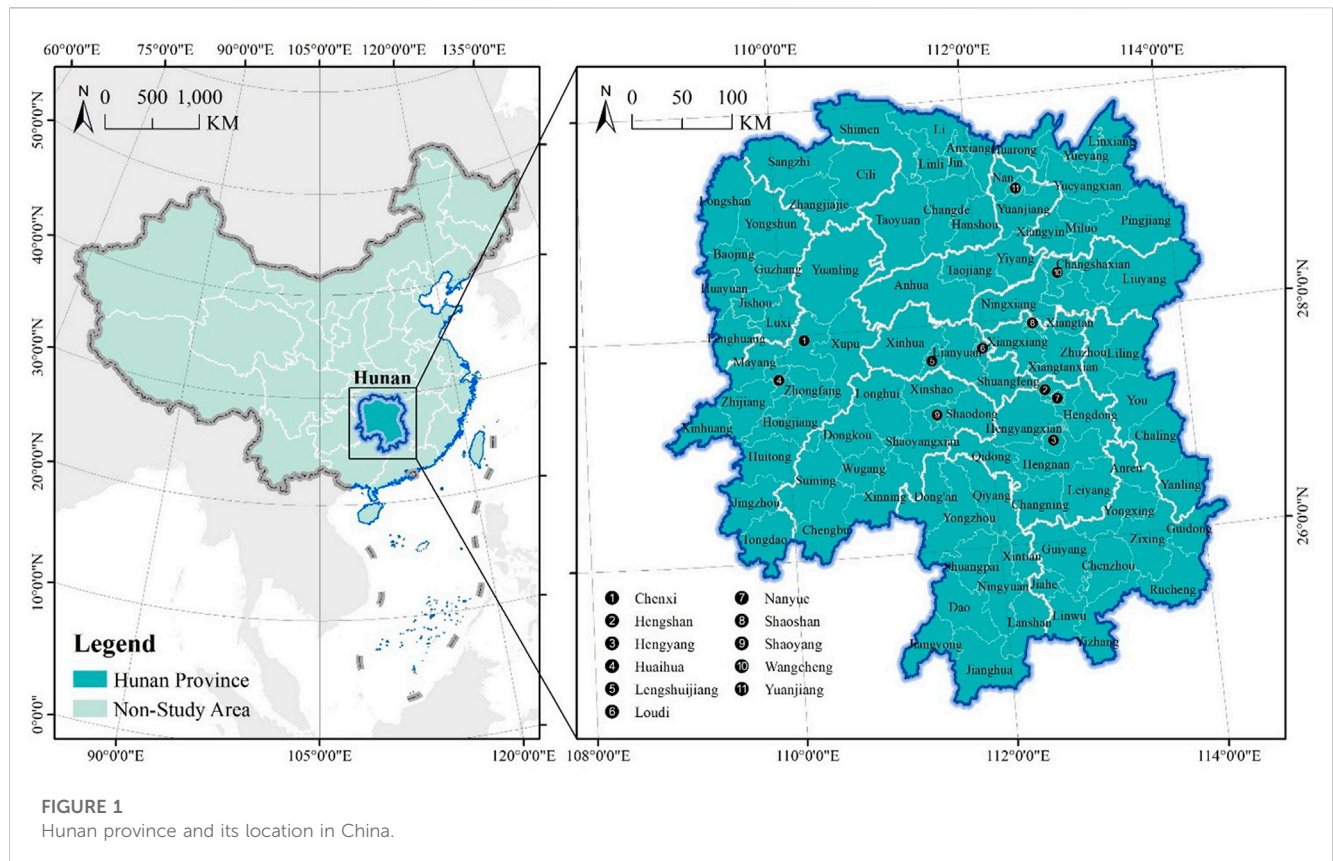 60°0'0"E 75°0'0"E 90°0'0"E 105°0'0"E 120°0'0"E 135°0'0"E
50°0'0"N
40°0'0"N
30°0'0"N
20°0'0"N
10°0'0"N
0°0'0"
N 0 500 1,000
KM
Hunan
Legend
Hunan Province
Non-Study Area
90°0'0"E 105°0'0"E 120°0'0"E
110°0'0"E 112°0'0"E 114°0'0"E
N 0 50 100
KM
28°0'0"N
26°0'0"N
Shimen
Li
Linxiang
Anxiang
Huarong
Yueyang
Sangzhi
Linli
Jin
Cili
Nan
11
Yueyangxian
Longshan
Zhangjiajie
Changde
Yuanjiang
Taoyuan
Hanshou
Pingjiang
Yongshun
Xiangyin
Miluo
Baojing
Yiyang
Changshaxian
Guzhang
Yuanling
Taojiang
10
Liuyang
Huayuan
Anhua
Jishou
Ningxiang
Luxi
8
Xiangtan
Fenghuang
1
Xupu
Xinhua
6
Xiangxiang
Lianyuan
Zhuzhou
Liling
Mayang
5
Xiangtanxian
4
Zhongfang
Longhui
Xinshao
Shuangfeng
2
7
You
Zhijiang
Hongjiang
9
Shaodong
Hengdong
Xinhuang
Dongkou
Shaoyangxian
Hengyangxian
3
Chaling
Huitong
Wugang
Qidong
Hengnan
Anren
Suining
Leiyang
Yanling
Jingzhou
Xinning
Dong'an
Qiyang
Changning
Yongxing
Tongdao
Chengbu
Yongzhou
Guidong
Zixing
Xintian
Guiyang
Shuangpai
Chenzhou
Ningyuan
Jiahe
Rucheng
Dao
Lanshan
Linwu
Jiangyong
Yizhang
Jianghua
1 Chenxi
2 Hengshan
3 Hengyang
4 Huaihua
5 Lengshuijiang
6 Loudi
7 Nanyue
8 Shaoshan
9 Shaoyang
10 Wangcheng
11 Yuanjiang
108°0'0"E 110°0'0"E 112°0'0"E 114°0'0"E
FIGURE 1
Hunan province and its location in China.